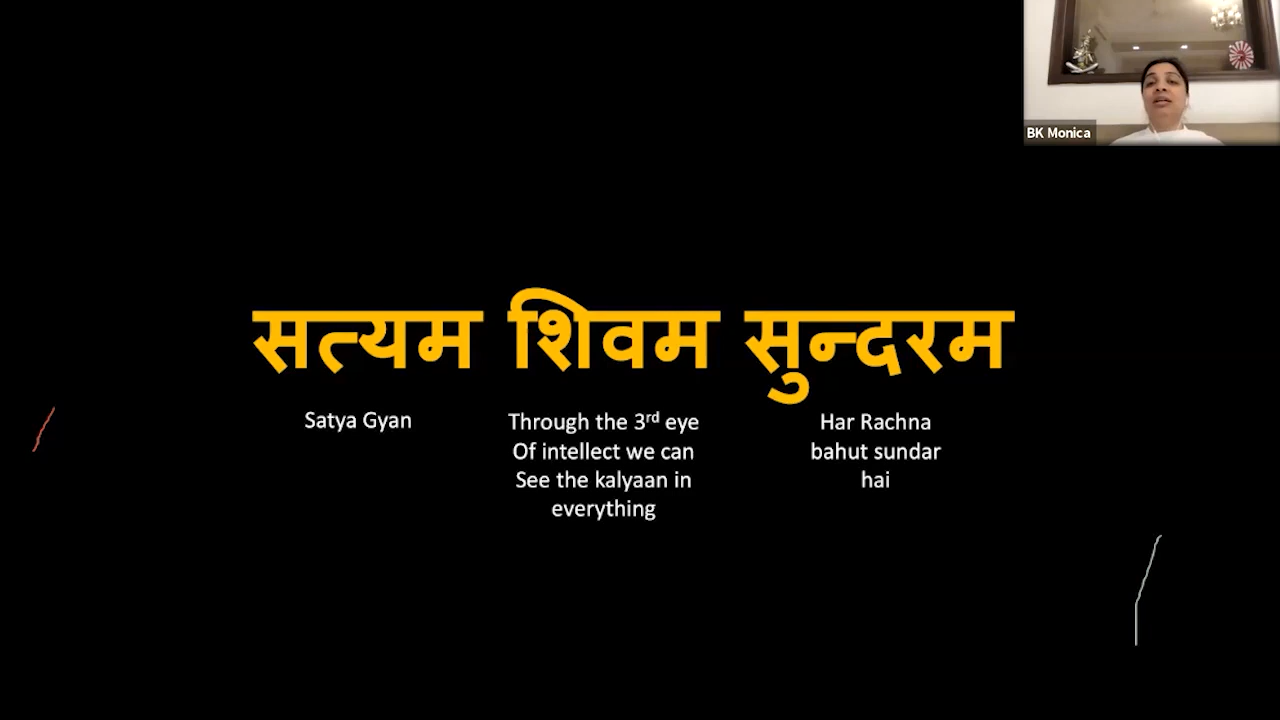 BK Monica
सत्यम शिवम सुन्दरम
Satya Gyan
Through the 3rd eye
Of intellect we can
See the kalyaan in
everything
Har Rachna
bahut sundar
hai